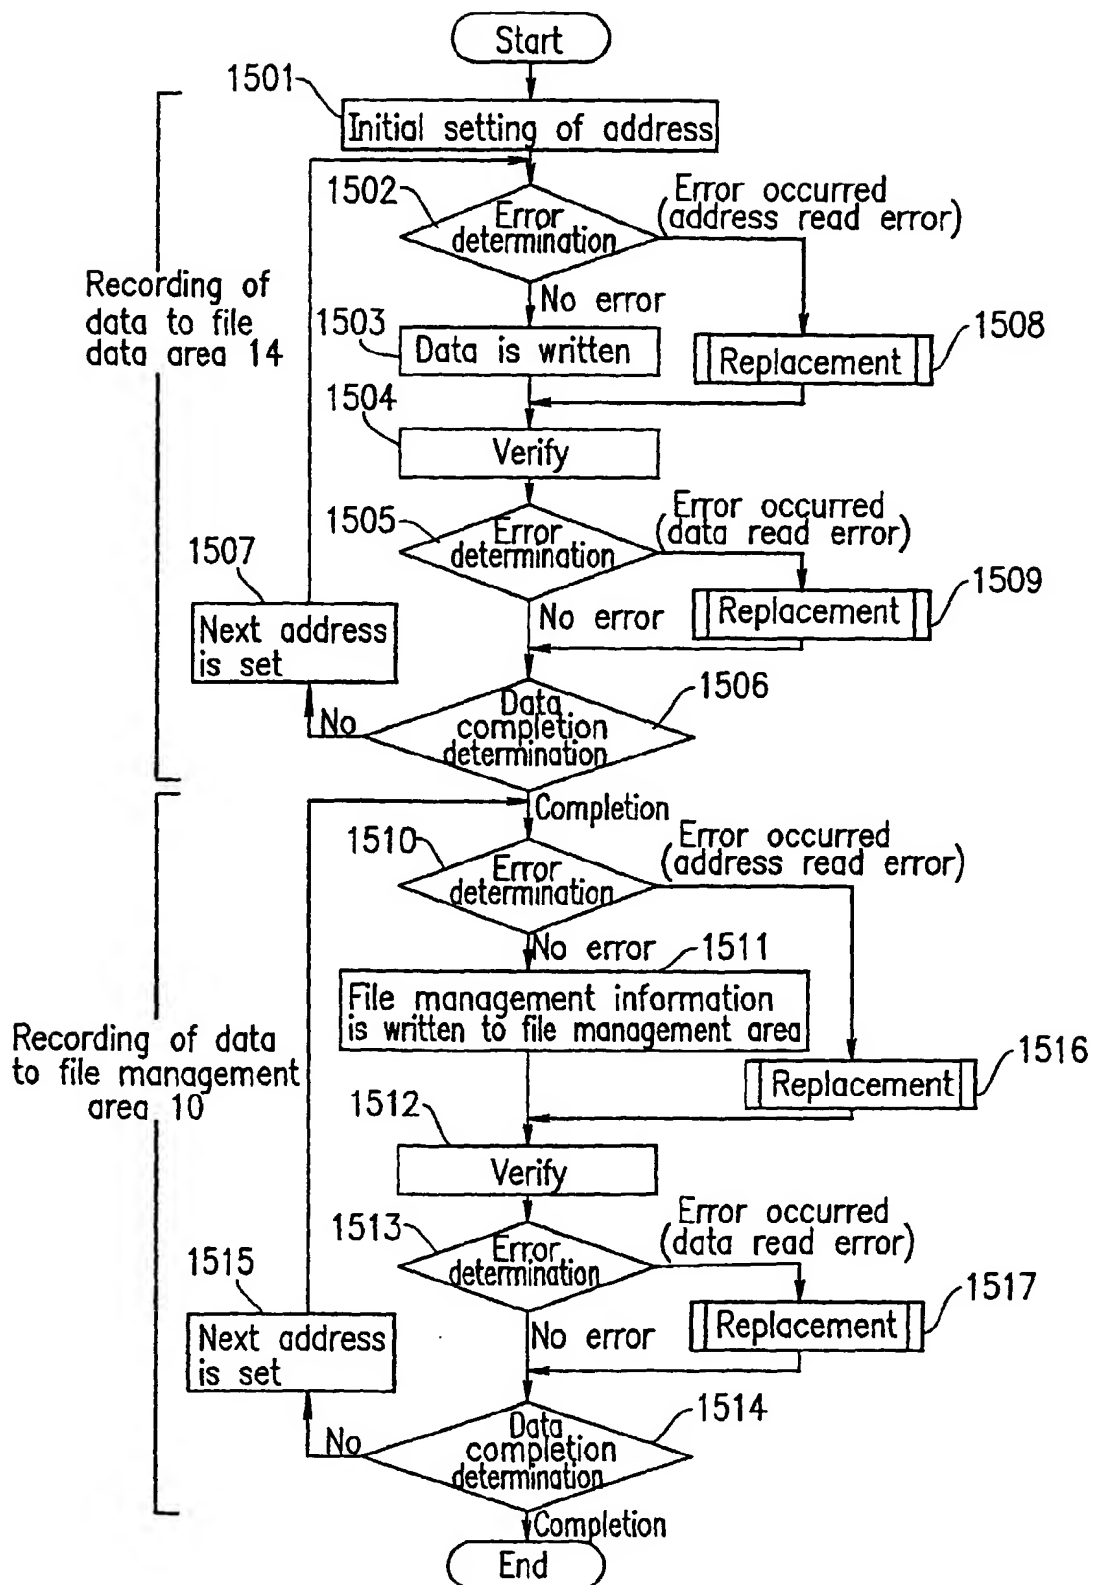 Start
1501
Initial setting of address
1502
Error
determination
Error occurred
(address read error)
No error
Recording of
data to file
data area 14
1503
Data is written
Replacement
1508
1504
Verify
1505
Error
determination
Error occurred
(data read error)
1507
Next address
is set
No error
Replacement
1509
1506
Data
completion
determination
No
Completion
1510
Error
determination
Error occurred
(address read error)
No error
1511
File management information
is written to file management area
Recording of data
to file management
area 10
Replacement
1516
1512
Verify
1513
Error
determination
Error occurred
(data read error)
1515
Next address
is set
No error
Replacement
1517
1514
Data
completion
determination
No
Completion
End